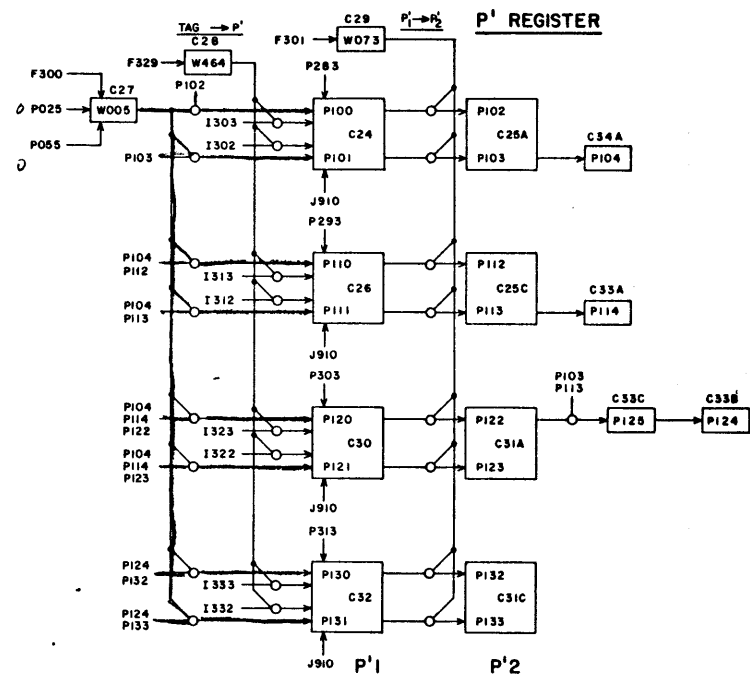 TAG → P'
C28
F329
W464
C29
F301
W073
P'1→P'2
P' REGISTER
F300
C27
P025
W005
P055
P102
P283
I303
I302
P103
P100
C24
P101
J910
P102
C25A
P103
C34A
P104
P293
P104
P112
I313
I312
P104
P113
P110
C26
P111
J910
P112
C25C
P113
C33A
P114
P303
P104
P114
P122
I323
I322
P104
P114
P123
P120
C30
P121
J910
P122
C31A
P123
P103
P113
C33C
P125
C33B
P124
P313
P124
P132
I333
I332
P124
P133
P130
C32
P131
J910
P132
C31C
P133
P'1
P'2